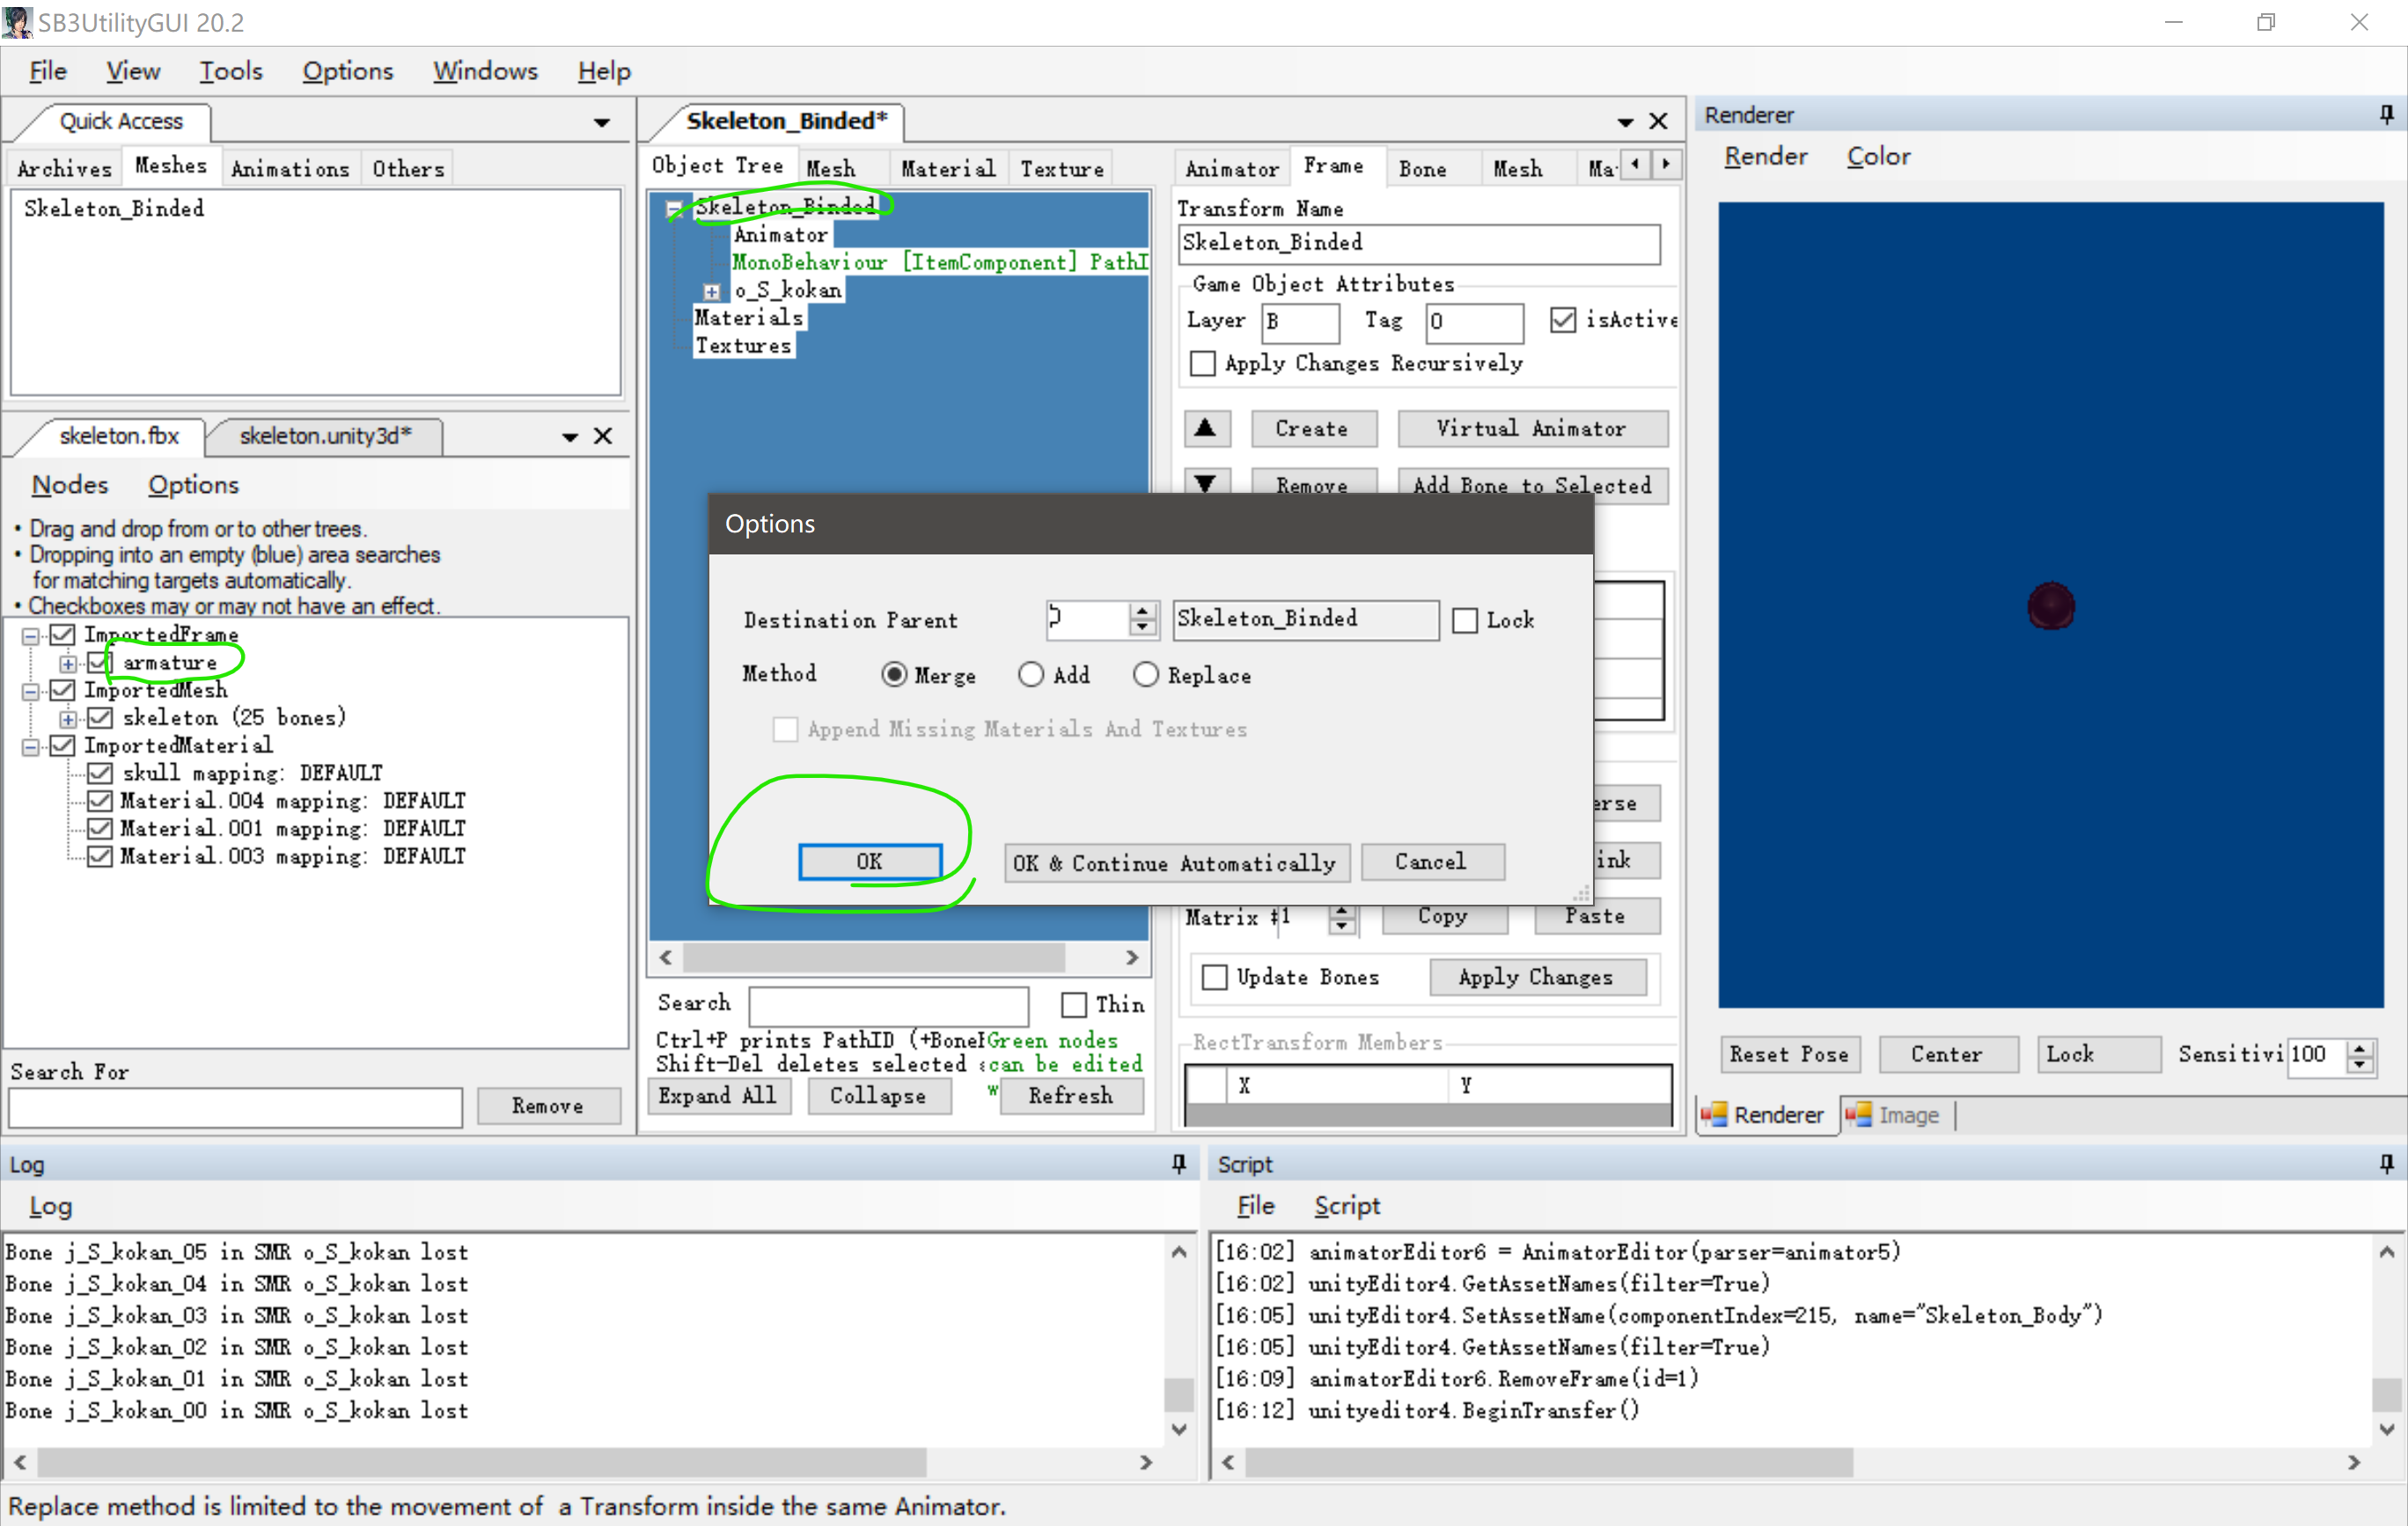 SB3UtilityGUI 20.2
File View Tools Options Windows Help
Quick Access
Archives Meshes Animations Others
Skeleton_Binded
skeleton.fbx skeleton.unity3d*
Nodes Options
• Drag and drop from or to other trees.
• Dropping into an empty (blue) area searches
for matching targets automatically.
• Checkboxes may or may not have an effect.
ImportedFrame
armature
ImportedMesh
skeleton (25 bones)
ImportedMaterial
skull mapping: DEFAULT
Material.004 mapping: DEFAULT
Material.001 mapping: DEFAULT
Material.003 mapping: DEFAULT
Search For
Remove
Skeleton_Binded*
Object Tree Mesh Material Texture
Skeleton_Binded
Animator
MonoBehaviour [ItemComponent] PathI
o_S_kokan
Materials
Textures
Search Thin
Ctrl+P prints PathID (+Bone Green nodes
Shift-Del deletes selected can be edited
Expand All Collapse w Refresh
Animator Frame Bone Mesh Ma
Transform Name
Skeleton_Binded
Game Object Attributes
Layer B Tag 0 isActive
Apply Changes Recursively
▲ Create Virtual Animator
▼ Remove Add Bone to Selected
Options
Destination Parent Skeleton_Binded Lock
Method Merge Add Replace
Append Missing Materials And Textures
OK OK & Continue Automatically Cancel
erse
ink
Matrix #1 Copy Paste
Update Bones Apply Changes
RectTransform Members
X Y
Renderer
Render Color
Reset Pose Center Lock Sensitivi 100
Renderer Image
Log
Log
Bone j_S_kokan_05 in SMR o_S_kokan lost
Bone j_S_kokan_04 in SMR o_S_kokan lost
Bone j_S_kokan_03 in SMR o_S_kokan lost
Bone j_S_kokan_02 in SMR o_S_kokan lost
Bone j_S_kokan_01 in SMR o_S_kokan lost
Bone j_S_kokan_00 in SMR o_S_kokan lost
Script
File Script
[16:02] animatorEditor6 = AnimatorEditor(parser=animator5)
[16:02] unityEditor4.GetAssetNames(filter=True)
[16:05] unityEditor4.SetAssetName(componentIndex=215, name="Skeleton_Body")
[16:05] unityEditor4.GetAssetNames(filter=True)
[16:09] animatorEditor6.RemoveFrame(id=1)
[16:12] unityeditor4.BeginTransfer()
Replace method is limited to the movement of a Transform inside the same Animator.